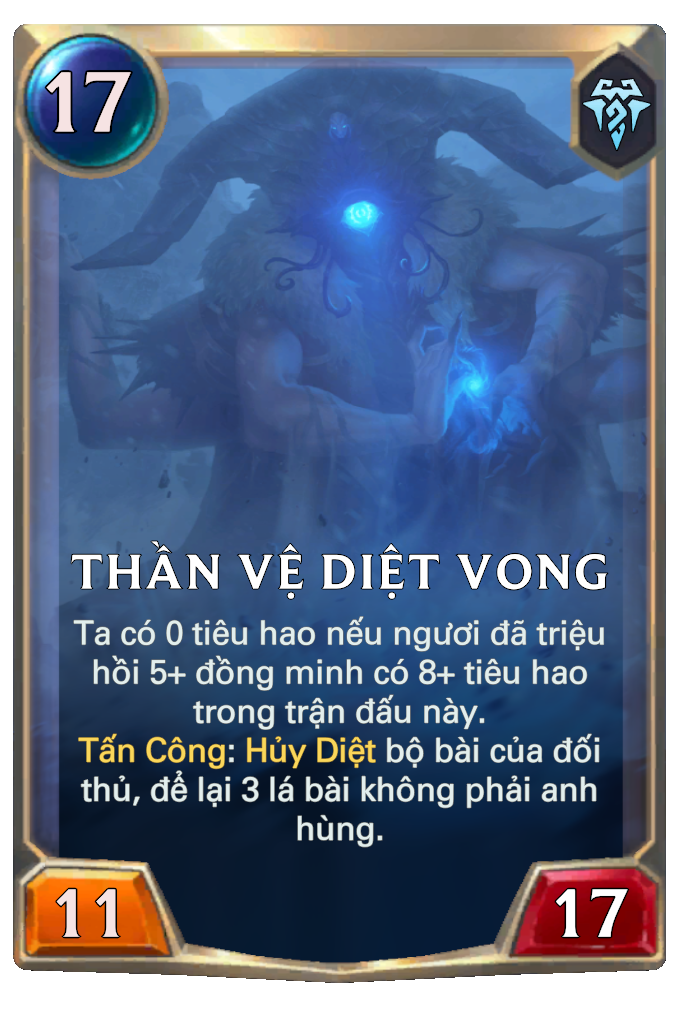 17
THẦN VỆ DIỆT VONG
Ta có 0 tiêu hao nếu ngươi đã triệu
hồi 5+ đồng minh có 8+ tiêu hao
trong trận đấu này.
Tấn Công: Hủy Diệt bộ bài của đối
thủ, để lại 3 lá bài không phải anh
hùng.
11
17